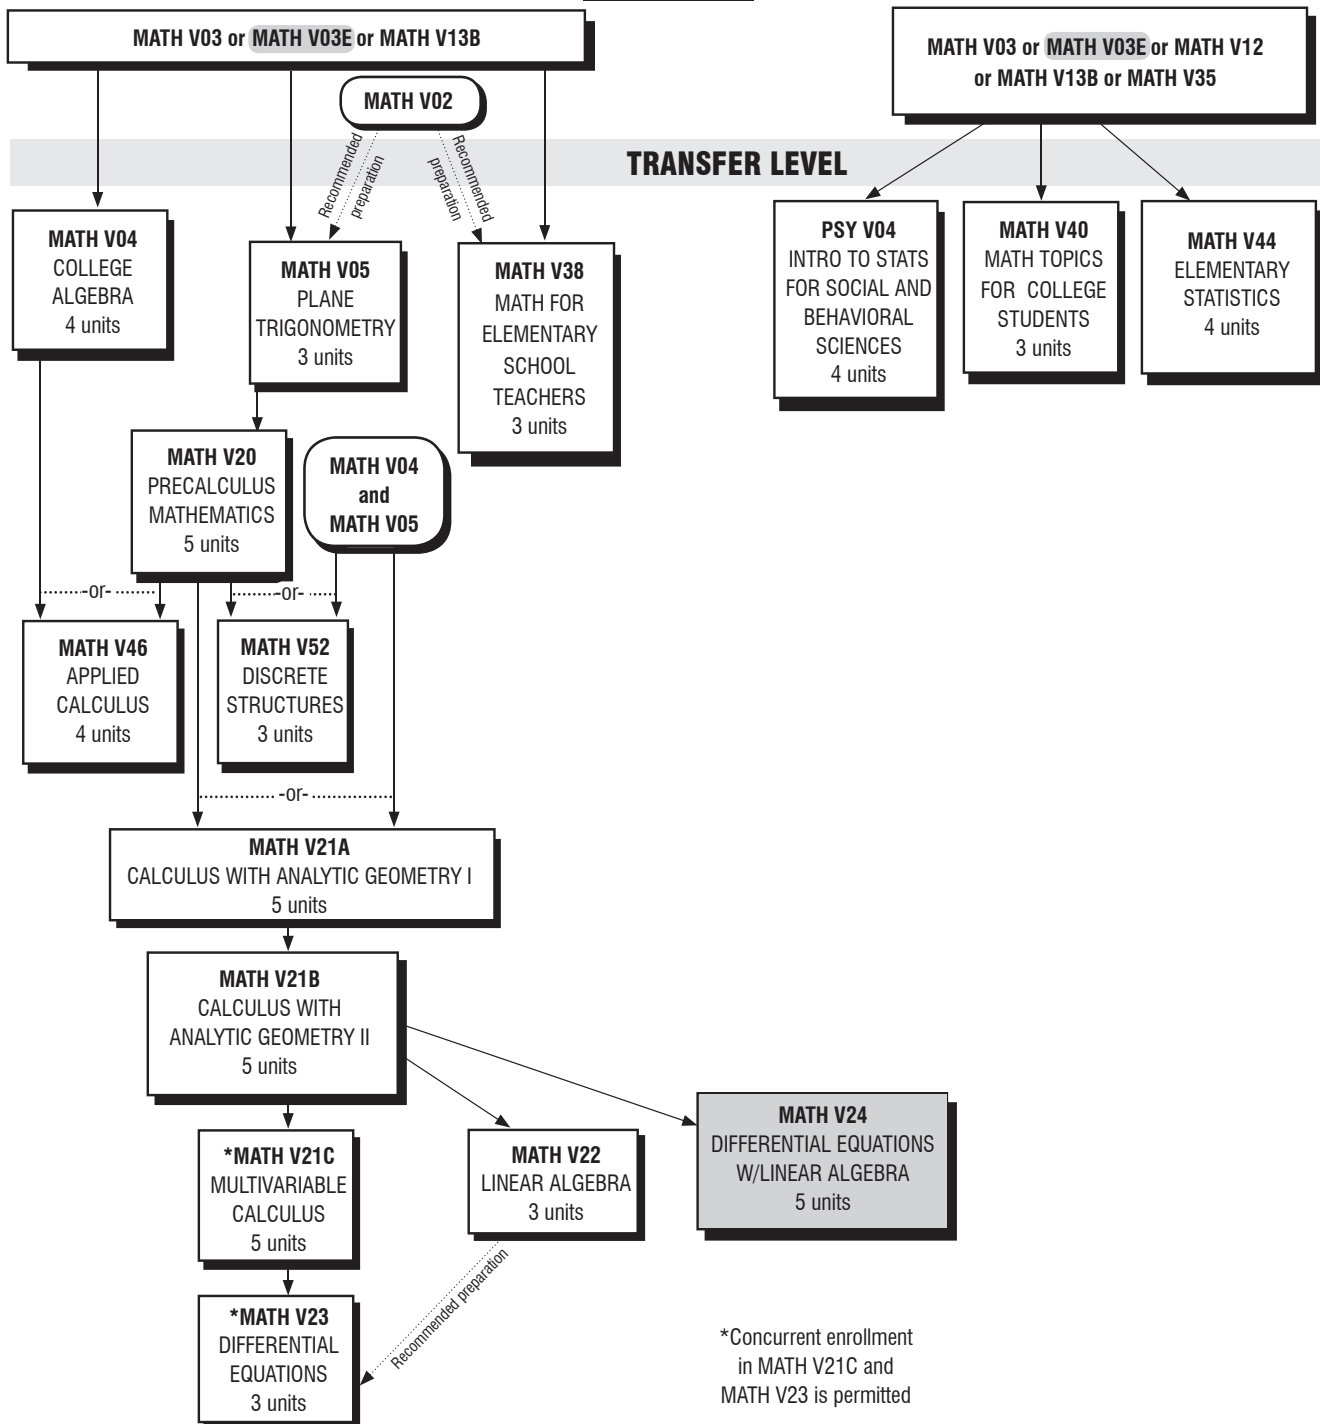 MATH V03 or MATH V03E or MATH V13B
MATH V03 or MATH V03E or MATH V12
or MATH V13B or MATH V35
MATH V02
Recommended
preparation
Recommended
preparation
TRANSFER LEVEL
MATH V04
COLLEGE
ALGEBRA
4 units
MATH V05
PLANE
TRIGONOMETRY
3 units
MATH V38
MATH FOR
ELEMENTARY
SCHOOL
TEACHERS
3 units
PSY V04
INTRO TO STATS
FOR SOCIAL AND
BEHAVIORAL
SCIENCES
4 units
MATH V40
MATH TOPICS
FOR COLLEGE
STUDENTS
3 units
MATH V44
ELEMENTARY
STATISTICS
4 units
MATH V20
PRECALCULUS
MATHEMATICS
5 units
MATH V04
and
MATH V05
-or-
-or-
MATH V46
APPLIED
CALCULUS
4 units
MATH V52
DISCRETE
STRUCTURES
3 units
-or-
MATH V21A
CALCULUS WITH ANALYTIC GEOMETRY I
5 units
MATH V21B
CALCULUS WITH
ANALYTIC GEOMETRY II
5 units
*MATH V21C
MULTIVARIABLE
CALCULUS
5 units
MATH V22
LINEAR ALGEBRA
3 units
MATH V24
DIFFERENTIAL EQUATIONS
W/LINEAR ALGEBRA
5 units
Recommended preparation
*MATH V23
DIFFERENTIAL
EQUATIONS
3 units
*Concurrent enrollment
in MATH V21C and
MATH V23 is permitted